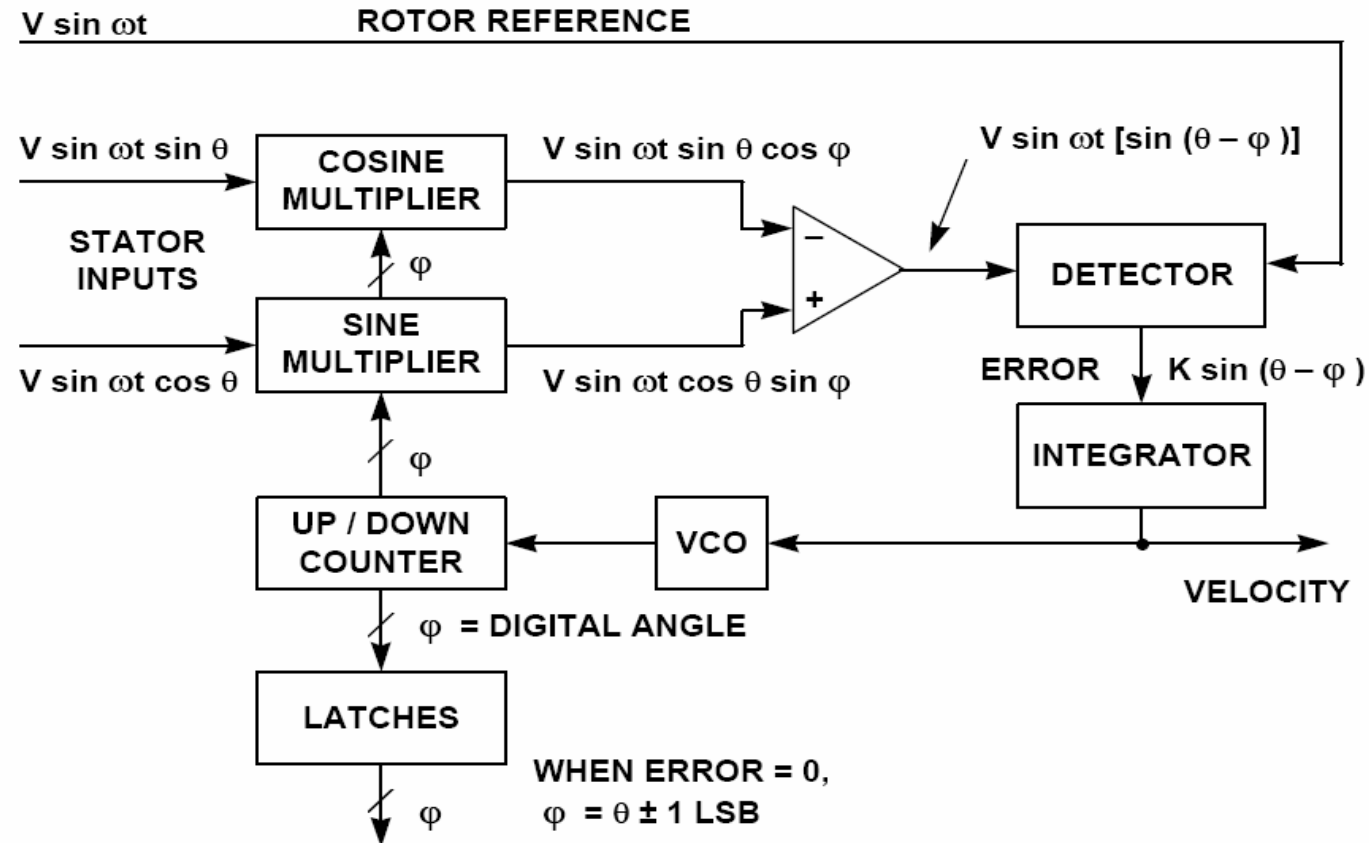 V sin ωt
ROTOR REFERENCE
V sin ωt sin θ
COSINE
MULTIPLIER
V sin ωt sin θ cos φ
V sin ωt [sin (θ – φ )]
STATOR
INPUTS
φ
–
+
DETECTOR
SINE
MULTIPLIER
V sin ωt cos θ
V sin ωt cos θ sin φ
ERROR
K sin (θ – φ )
φ
INTEGRATOR
UP / DOWN
COUNTER
VCO
VELOCITY
φ = DIGITAL ANGLE
LATCHES
WHEN ERROR = 0,
φ = θ ± 1 LSB
φ